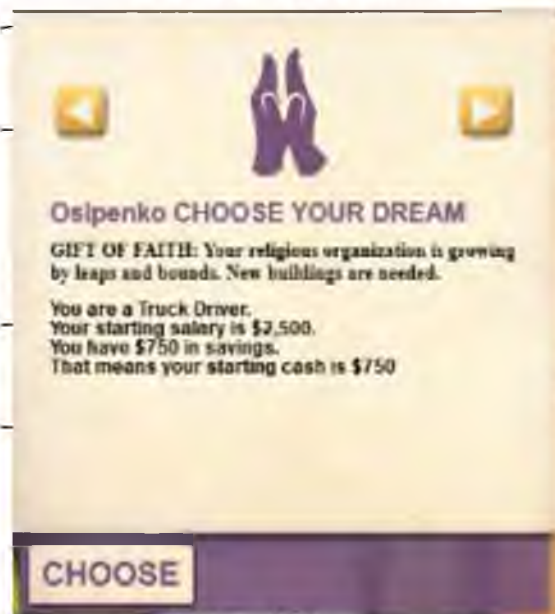 Osipenko CHOOSE YOUR DREAM
GIFT OF FAITH: Your religious organization is growing
by leaps and bounds. New buildings are needed.
You are a Truck Driver.
Your starting salary is $2,500.
You have $750 in savings.
That means your starting cash is $750
CHOOSE